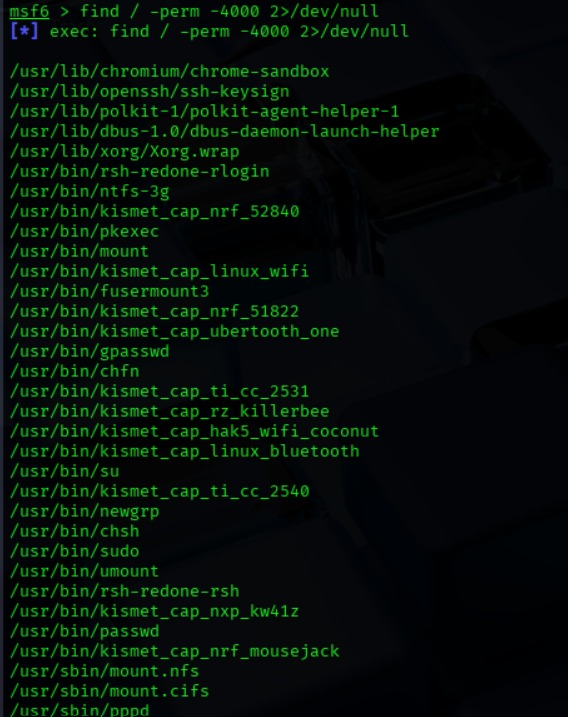 msf6 > find / -perm -4000 2>/dev/null
[*] exec: find / -perm -4000 2>/dev/null
/usr/lib/chromium/chrome-sandbox
/usr/lib/openssh/ssh-keysign
/usr/lib/polkit-1/polkit-agent-helper-1
/usr/lib/dbus-1.0/dbus-daemon-launch-helper
/usr/lib/xorg/Xorg.wrap
/usr/bin/rsh-redone-rlogin
/usr/bin/ntfs-3g
/usr/bin/kismet_cap_nrf_52840
/usr/bin/pkexec
/usr/bin/mount
/usr/bin/kismet_cap_linux_wifi
/usr/bin/fusermount3
/usr/bin/kismet_cap_nrf_51822
/usr/bin/kismet_cap_ubertooth_one
/usr/bin/gpasswd
/usr/bin/chfn
/usr/bin/kismet_cap_ti_cc_2531
/usr/bin/kismet_cap_rz_killerbee
/usr/bin/kismet_cap_hak5_wifi_coconut
/usr/bin/kismet_cap_linux_bluetooth
/usr/bin/su
/usr/bin/kismet_cap_ti_cc_2540
/usr/bin/newgrp
/usr/bin/chsh
/usr/bin/sudo
/usr/bin/umount
/usr/bin/rsh-redone-rsh
/usr/bin/kismet_cap_nxp_kw41z
/usr/bin/passwd
/usr/bin/kismet_cap_nrf_mousejack
/usr/sbin/mount.nfs
/usr/sbin/mount.cifs
/usr/sbin/pppd